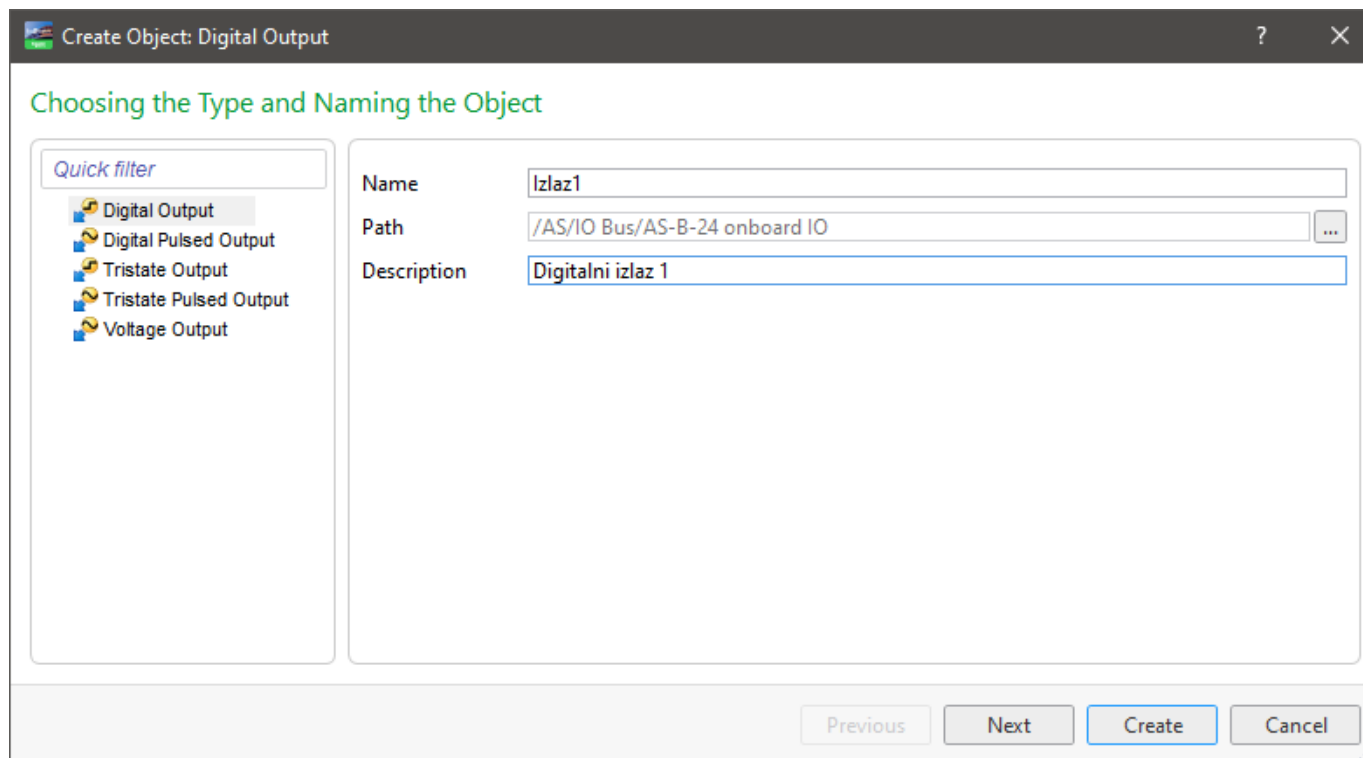 Create Object: Digital Output
?
Choosing the Type and Naming the Object
Quick filter
Digital Output
Digital Pulsed Output
Tristate Output
Tristate Pulsed Output
Voltage Output
Name Izlaz1
Path /AS/IO Bus/AS-B-24 onboard IO ...
Description Digitalni izlaz 1
Previous Next Create Cancel